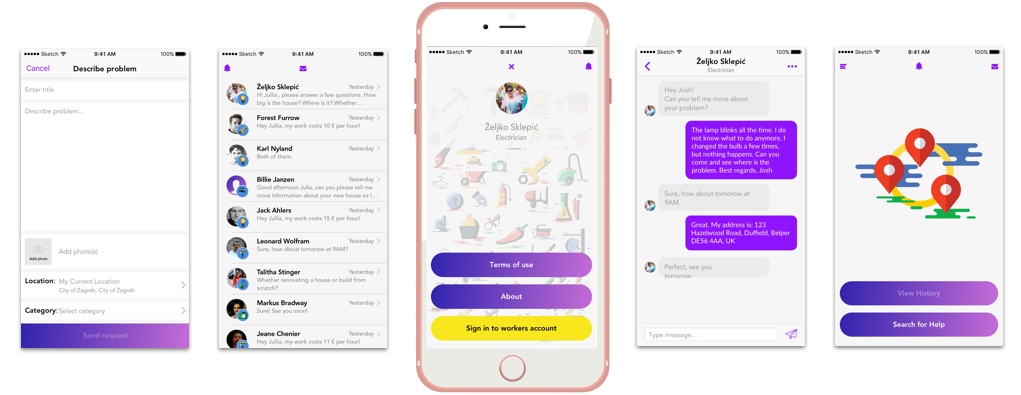 Sketch 9:41 AM 100%
Cancel Describe problem
Enter title
Describe problem...
Add photo
Add photo(s)
Location: My Current Location
City of Zagreb, City of Zagreb
Category: Select category
Send request
Sketch 9:41 AM 100%
Željko Sklepić Yesterday
Hi Jullia , please answer a few questions. How
big is the house? Where is it? Whether...
Forest Furrow Yesterday
Hey Jullia, my work costs 10 € per hour!
Karl Nyland Yesterday
Both of them.
Billie Janzen Yesterday
Good afternoon Julia, can you please tell me
more information about your new house so I...
Jack Ahlers Yesterday
Hey Jullia, my work costs 15 € per hour!
Leonard Wolfram Yesterday
Sure, how about tomorow at 9AM?
Talitha Stinger Yesterday
Whether renovating a house or build from
scratch?
Markus Bradway Yesterday
Sure! See you soon!
Jeane Chenier Yesterday
Hey Jullia, my work costs 10 € per hour!
Sketch 9:41 AM 100%
Željko Sklepić
Electrician
Terms of use
About
Sign in to workers account
Sketch 9:41 AM 100%
Željko Sklepić
Electrician
Hey Josh!
Can you tell me more about
your problem?
The lamp blinks all the time. I do
not know what to do anymore. I
changed the bulb a few times,
but nothing happens. Can you
come and see where is the
problem. Best regards, Josh
Sure, how about tomorow at
9AM.
Great. My address is: 123
Hazelwood Road, Duffield, Belper
DE56 4AA, UK
Perfect, see you
tomorow.
Type message...
Sketch 9:41 AM 100%
View History
Search for Help